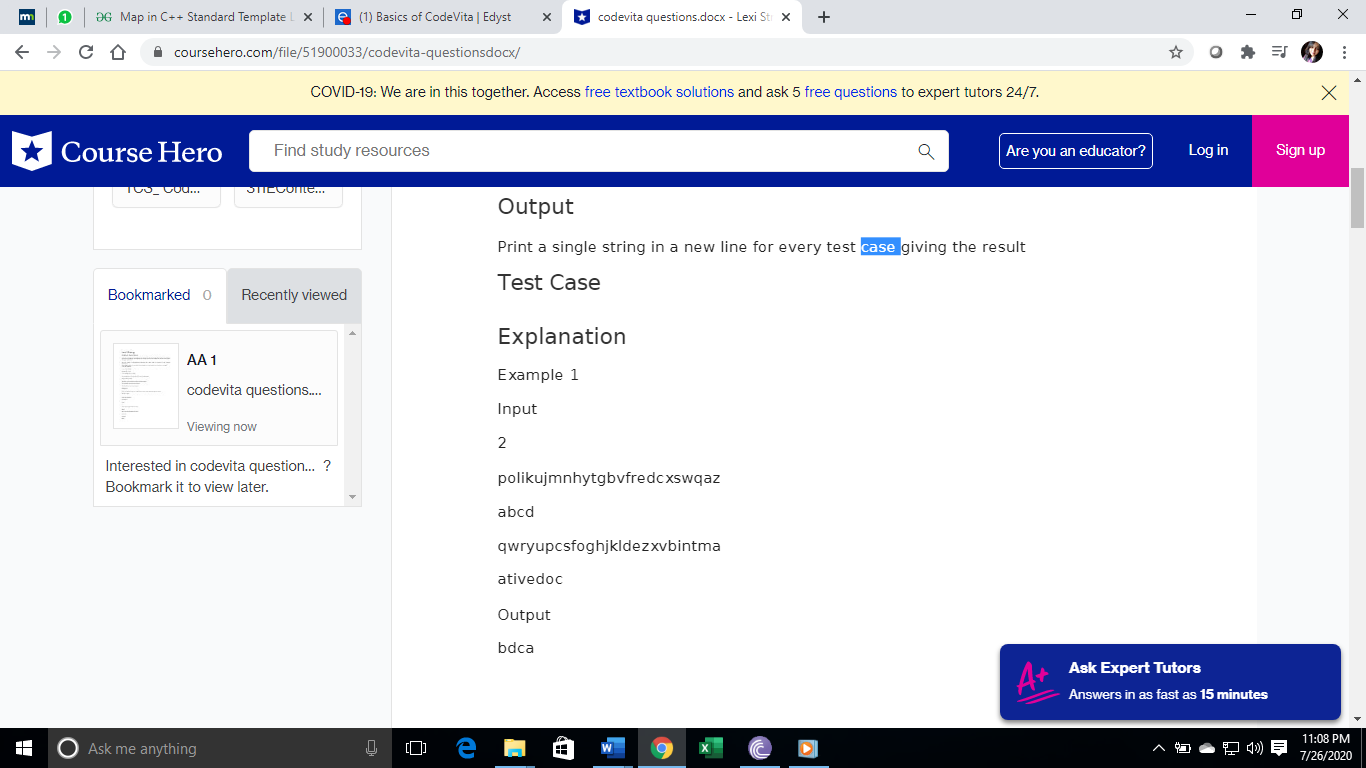 Map in C++ Standard Template L
(1) Basics of CodeVita | Edyst
codevita questions.docx - Lexi St
coursehero.com/file/51900033/codevita-questionsdocx/
COVID-19: We are in this together. Access free textbook solutions and ask 5 free questions to expert tutors 24/7.
Course Hero
Find study resources
Are you an educator?
Log in
Sign up
TCS_ Cod...
Bookmarked 0
Recently viewed
AA 1
codevita questions....
Viewing now
Interested in codevita question... ?
Bookmark it to view later.
Output
Print a single string in a new line for every test case giving the result
Test Case
Explanation
Example 1
Input
2
polikujmnhytgbvfredcxswqaz
abcd
qwryupcsfoghjkldezxvbintma
ativedoc
Output
bdca
Ask Expert Tutors
Answers in as fast as 15 minutes
Ask me anything
11:08 PM
7/26/2020